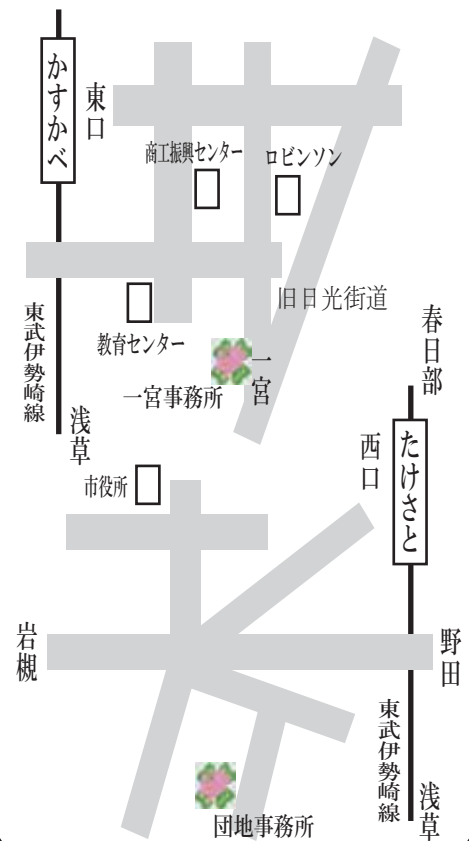 かすかべ
東口
商工振興センター
ロビンソン
旧日光街道
教育センター
一宮
一宮事務所
東武伊勢崎線
浅草
春日部
西口
たけさと
市役所
岩槻
野田
東武伊勢崎線
浅草
団地事務所